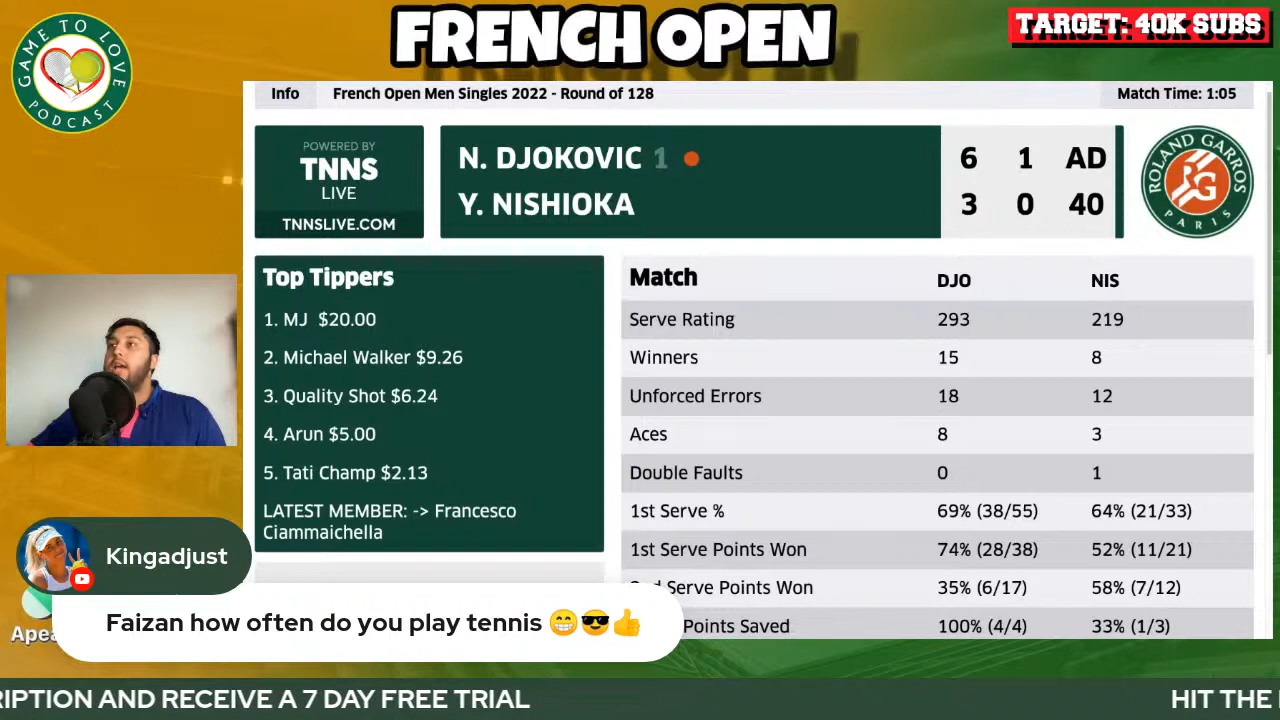 GAME TO LOVE
PODCAST
FRENCH OPEN
TARGET: 40K SUBS
Info
French Open Men Singles 2022 - Round of 128
Match Time: 1:05
POWERED BY
TNNS
LIVE
TNNSLIVE.COM
N. DJOKOVIC 1 6 1 AD
Y. NISHIOKA 3 0 40
ROLAND GARROS
RG
PARIS
Top Tippers
1. MJ $20.00
2. Michael Walker $9.26
3. Quality Shot $6.24
4. Arun $5.00
5. Tati Champ $2.13
LATEST MEMBER: -> Francesco
Ciammaichella
Match DJO NIS
Serve Rating 293 219
Winners 15 8
Unforced Errors 18 12
Aces 8 3
Double Faults 0 1
1st Serve % 69% (38/55) 64% (21/33)
1st Serve Points Won 74% (28/38) 52% (11/21)
Serve Points Won 35% (6/17) 58% (7/12)
Points Saved 100% (4/4) 33% (1/3)
Kingadjust
Faizan how often do you play tennis 😁😎👍
RIPTION AND RECEIVE A 7 DAY FREE TRIAL
HIT THE